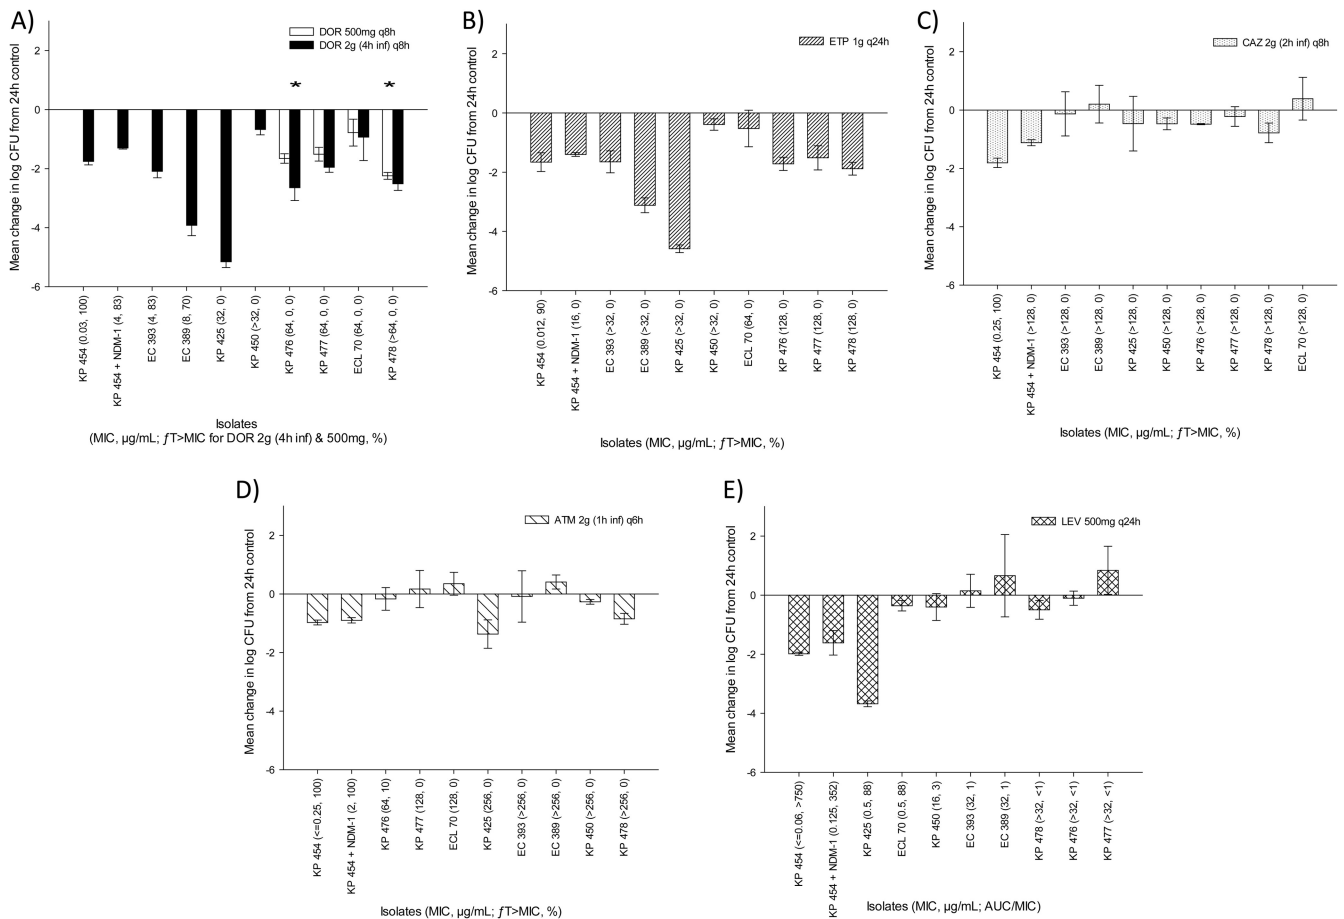 A)
DOR 500mg q8h
DOR 2g (4h inf) q8h
Mean change in log CFU from 24h control
2
0
-2
-4
-6
*
*
KP 454 (0.03, 100)
KP 454 + NDM-1 (4, 83)
EC 393 (4, 83)
EC 389 (8, 70)
KP 425 (32, 0)
KP 450 (>32, 0)
KP 476 (64, 0, 0)
KP 477 (64, 0, 0)
ECL 70 (64, 0, 0)
KP 478 (>64, 0, 0)
Isolates
(MIC, µg/mL; ƒT>MIC for DOR 2g (4h inf) & 500mg, %)
B)
ETP 1g q24h
Mean change in log CFU from 24h control
2
0
-2
-4
-6
KP 454 (0.012, 90)
KP 454 + NDM-1 (16, 0)
EC 393 (>32, 0)
EC 389 (>32, 0)
KP 425 (>32, 0)
KP 450 (>32, 0)
ECL 70 (64, 0)
KP 476 (128, 0)
KP 477 (128, 0)
KP 478 (128, 0)
Isolates (MIC, µg/mL; ƒT>MIC, %)
C)
CAZ 2g (2h inf) q8h
Mean change in log CFU from 24h control
2
0
-2
-4
-6
KP 454 (0.25, 100)
KP 454 + NDM-1 (>128, 0)
EC 393 (>128, 0)
EC 389 (>128, 0)
KP 425 (>128, 0)
KP 450 (>128, 0)
KP 476 (>128, 0)
KP 477 (>128, 0)
KP 478 (>128, 0)
ECL 70 (>128, 0)
Isolates (MIC, µg/mL; ƒT>MIC, %)
D)
ATM 2g (1h inf) q6h
Mean change in log CFU from 24h control
2
0
-2
-4
-6
KP 454 (<=0.25, 100)
KP 454 + NDM-1 (2, 100)
KP 476 (64, 10)
KP 477 (128, 0)
ECL 70 (128, 0)
KP 425 (256, 0)
EC 393 (>256, 0)
EC 389 (>256, 0)
KP 450 (>256, 0)
KP 478 (>256, 0)
Isolates (MIC, µg/mL; ƒT>MIC, %)
E)
LEV 500mg q24h
Mean change in log CFU from 24h control
2
0
-2
-4
-6
KP 454 (<=0.06, >750)
KP 454 + NDM-1 (0.125, 352)
KP 425 (0.5, 88)
ECL 70 (0.5, 88)
KP 450 (16, 3)
EC 393 (32, 1)
EC 389 (32, 1)
KP 478 (>32, <1)
KP 476 (>32, <1)
KP 477 (>32, <1)
Isolates (MIC, µg/mL; AUC/MIC)